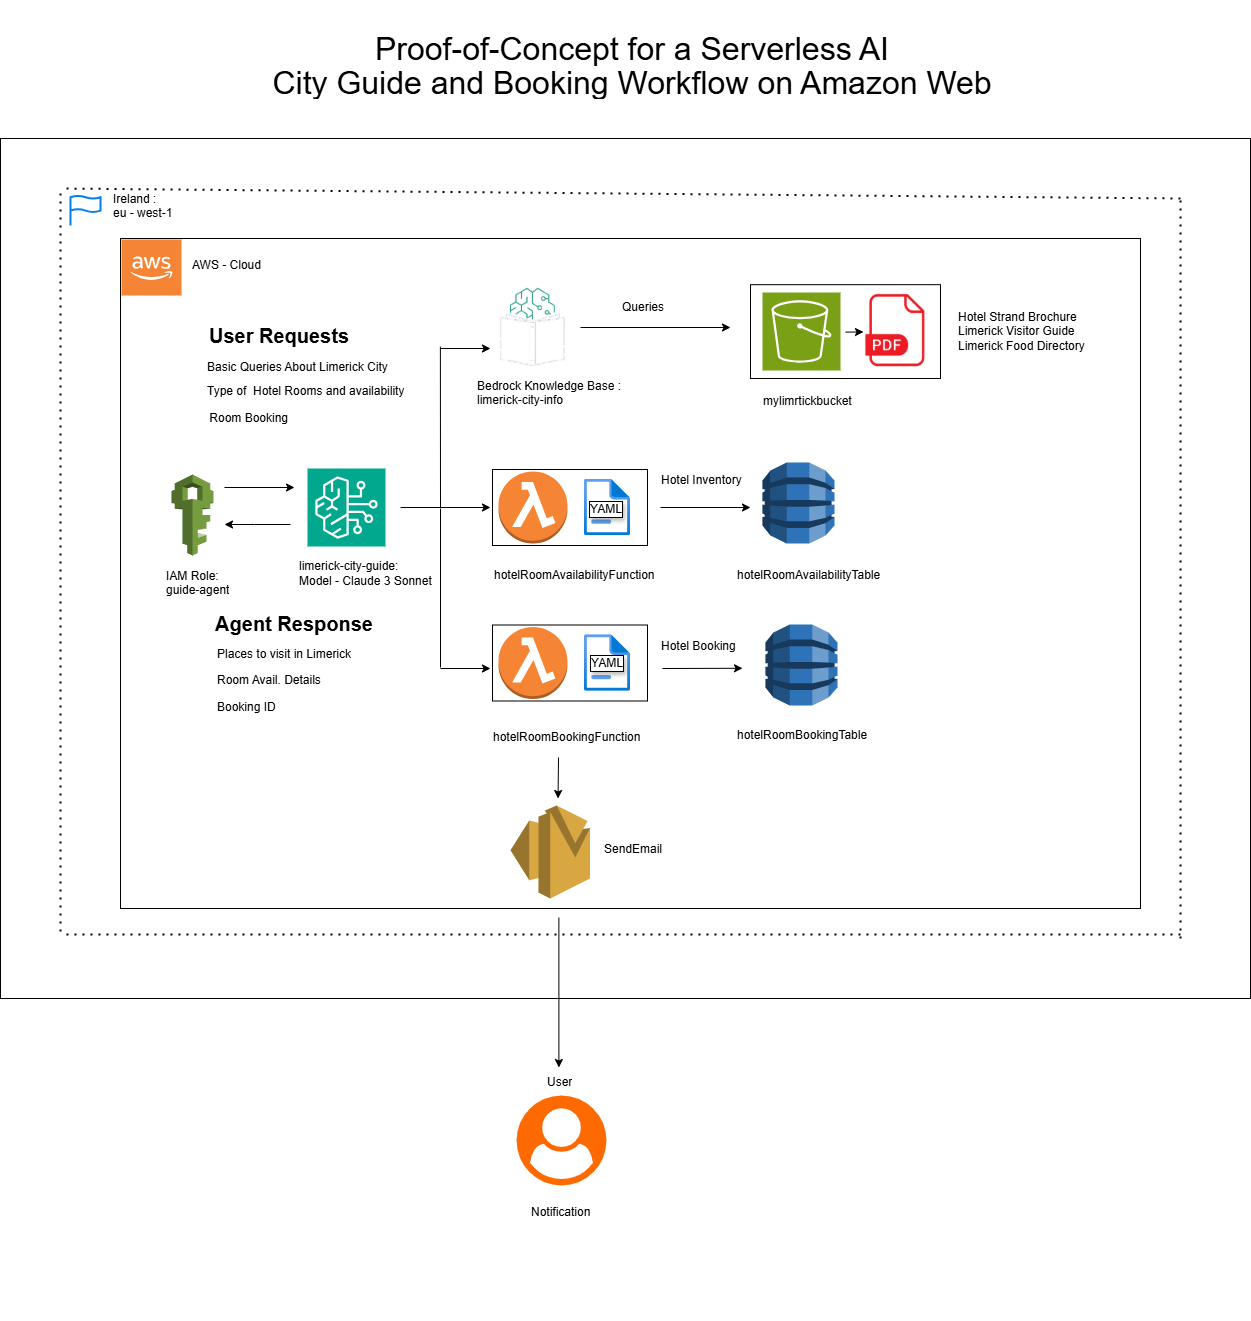 Proof-of-Concept for a Serverless AI
City Guide and Booking Workflow on Amazon Web
Ireland :
eu - west-1
aws
AWS - Cloud
User Requests
Basic Queries About Limerick City
Type of Hotel Rooms and availability
Room Booking
Queries
PDF
Hotel Strand Brochure
Limerick Visitor Guide
Limerick Food Directory
Bedrock Knowledge Base :
limerick-city-info
mylimrtickbucket
IAM Role:
guide-agent
limerick-city-guide:
Model - Claude 3 Sonnet
YAML
Hotel Inventory
hotelRoomAvailabilityFunction
hotelRoomAvailabilityTable
Agent Response
Places to visit in Limerick
Room Avail. Details
Booking ID
YAML
Hotel Booking
hotelRoomBookingFunction
hotelRoomBookingTable
SendEmail
User
Notification